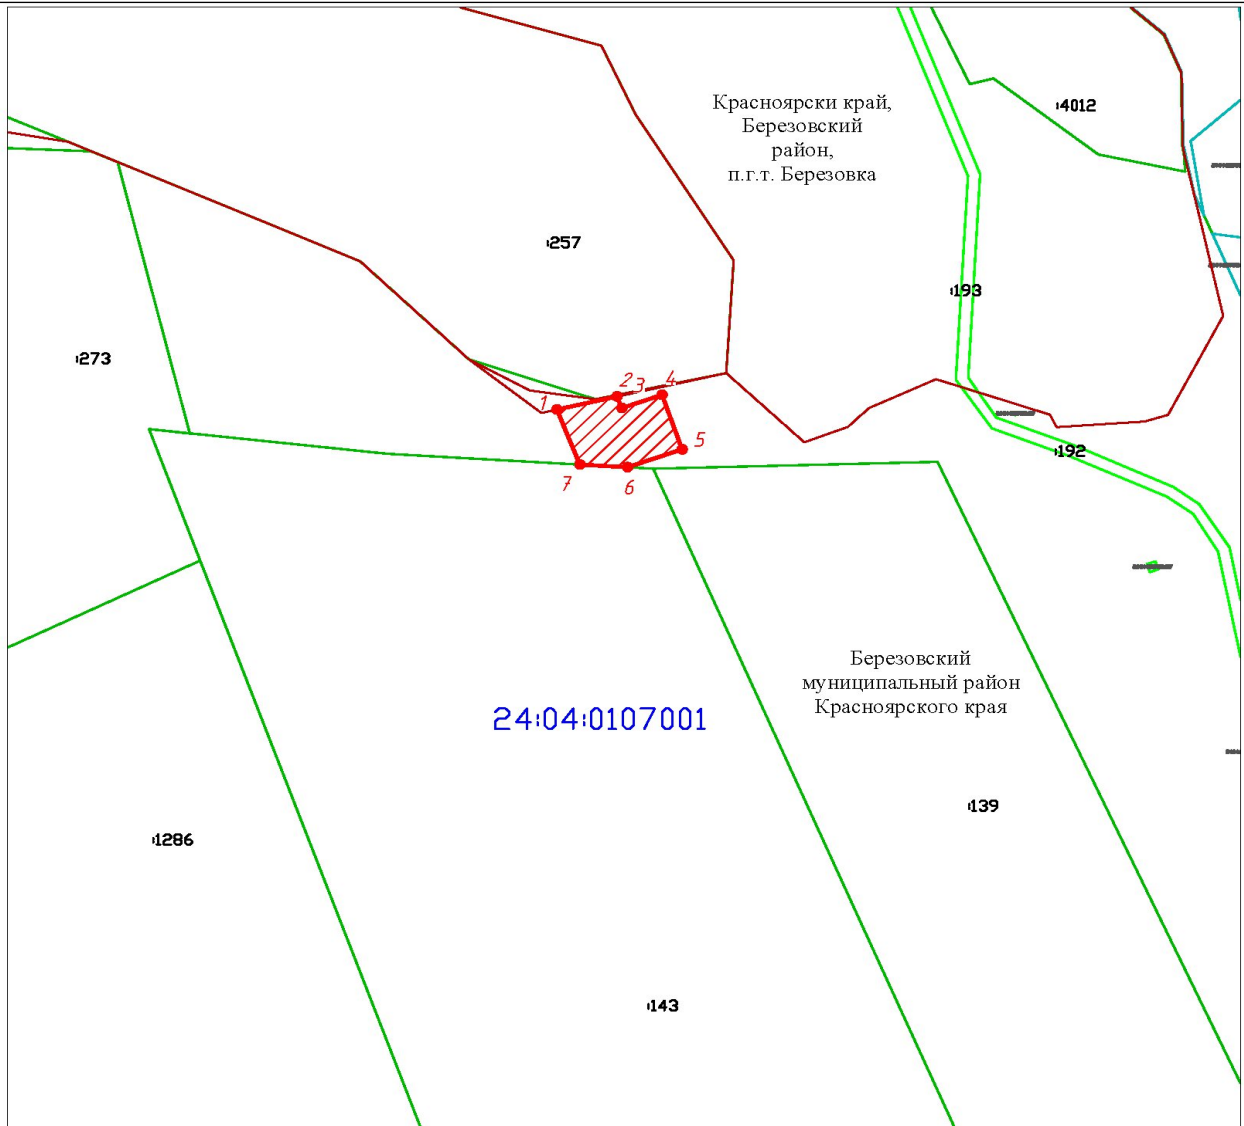 Красноярски край,
Березовский
район,
п.г.т. Березовка
:4012
:257
:193
:273
2
3
4
1
5
:192
7
6
Березовский
муниципальный район
Красноярского края
24:04:0107001
:139
:1286
:143